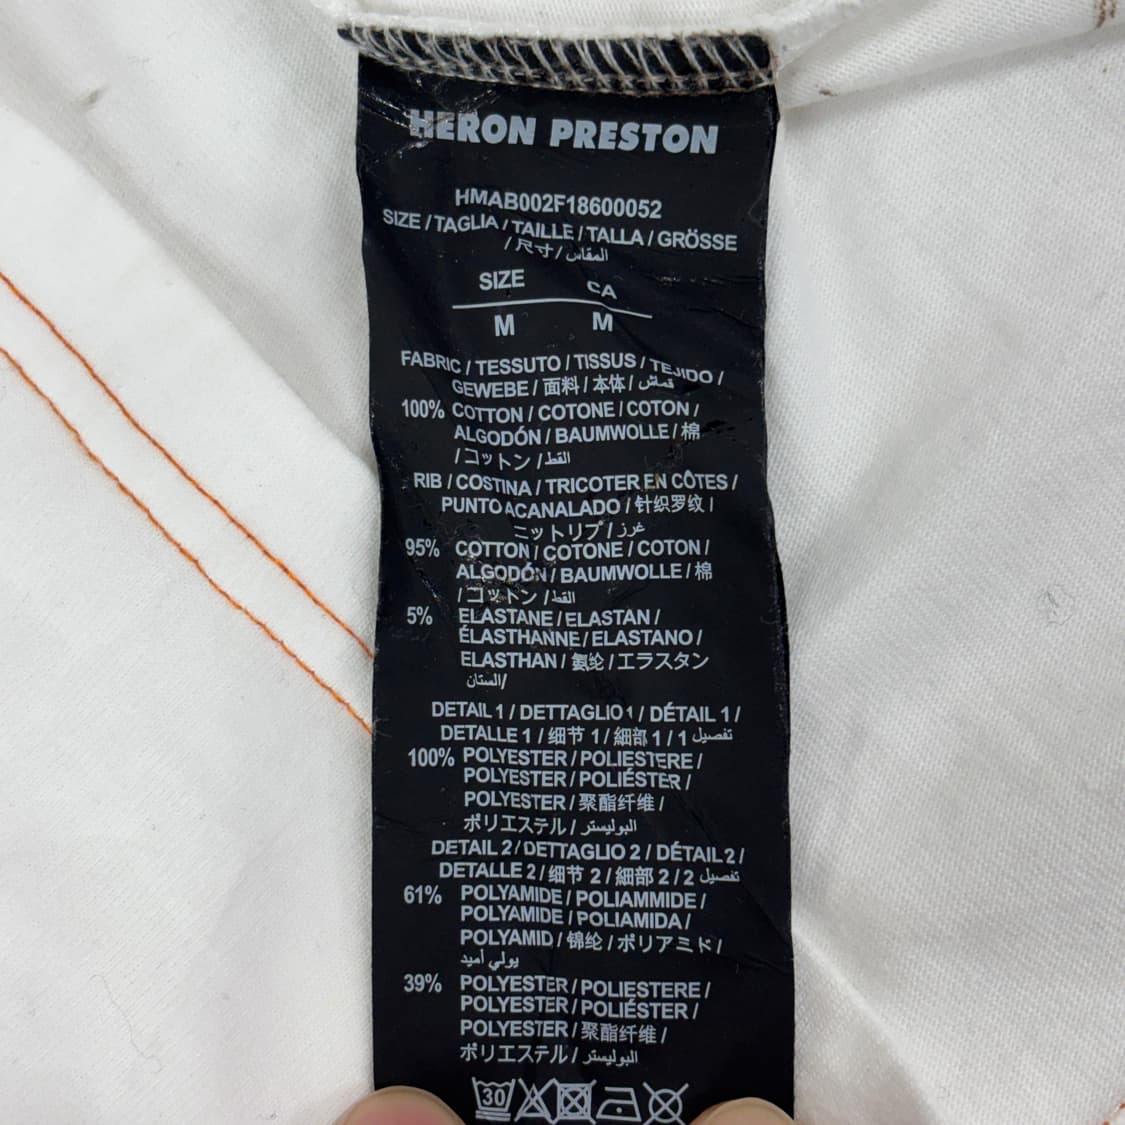 HERON PRESTON
HMAB002F18600052
SIZE / TAGLIA / TAILLE / TALLA / GRÖSSE
/ 尺寸 / المقاس
SIZE CA
M M
FABRIC / TESSUTO / TISSUS / TEJIDO /
GEWEBE / 面料 / 本体 / قماش
100% COTTON / COTONE / COTON /
ALGODÓN / BAUMWOLLE / 棉
/ コットン / القط
RIB / COSTINA / TRICOTER EN CÔTES /
PUNTO ACANALADO / 针织罗纹 /
ニットリブ / غرز
95% COTTON / COTONE / COTON /
ALGODÓN / BAUMWOLLE / 棉
/ コットン / القط
5% ELASTANE / ELASTAN /
ÉLASTHANNE / ELASTANO /
ELASTHAN / 氨纶 / エラスタン
/الستان
DETAIL 1 / DETTAGLIO 1 / DÉTAIL 1 /
DETALLE 1 / 细节 1 / 細部 1 / 1 تفصيل
100% POLYESTER / POLIESTERE /
POLYESTER / POLIÉSTER /
POLYESTER / 聚酯纤维 /
ポリエステル / البوليستر
DETAIL 2 / DETTAGLIO 2 / DÉTAIL 2 /
DETALLE 2 / 细节 2 / 細部 2 / 2 تفصيل
61% POLYAMIDE / POLIAMMIDE /
POLYAMIDE / POLIAMIDA /
POLYAMID / 锦纶 / ポリアミド /
يولي أميد
39% POLYESTER / POLIESTERE /
POLYESTER / POLIÉSTER /
POLYESTER / 聚酯纤维 /
ポリエステル / البوليستر
30